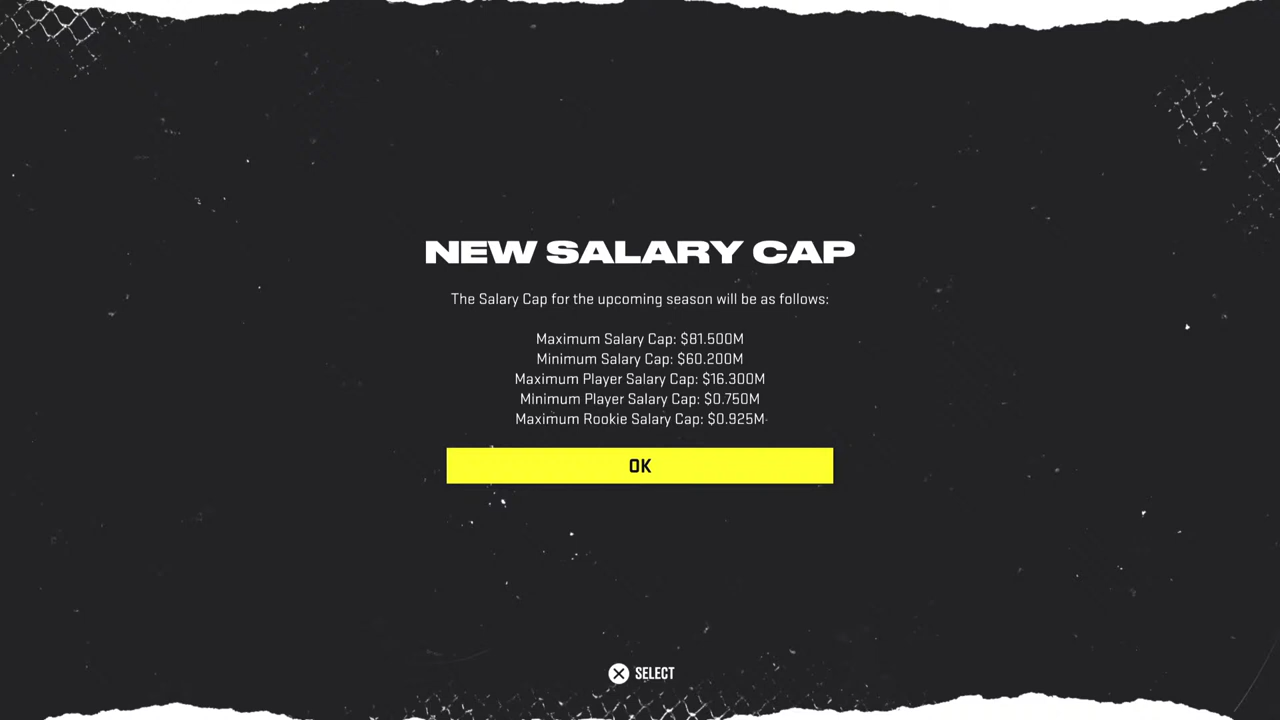 NEW SALARY CAP
The Salary Cap for the upcoming season will be as follows:
Maximum Salary Cap: $81.500M
Minimum Salary Cap: $60.200M
Maximum Player Salary Cap: $16.300M
Minimum Player Salary Cap: $0.750M
Maximum Rookie Salary Cap: $0.925M
OK
SELECT